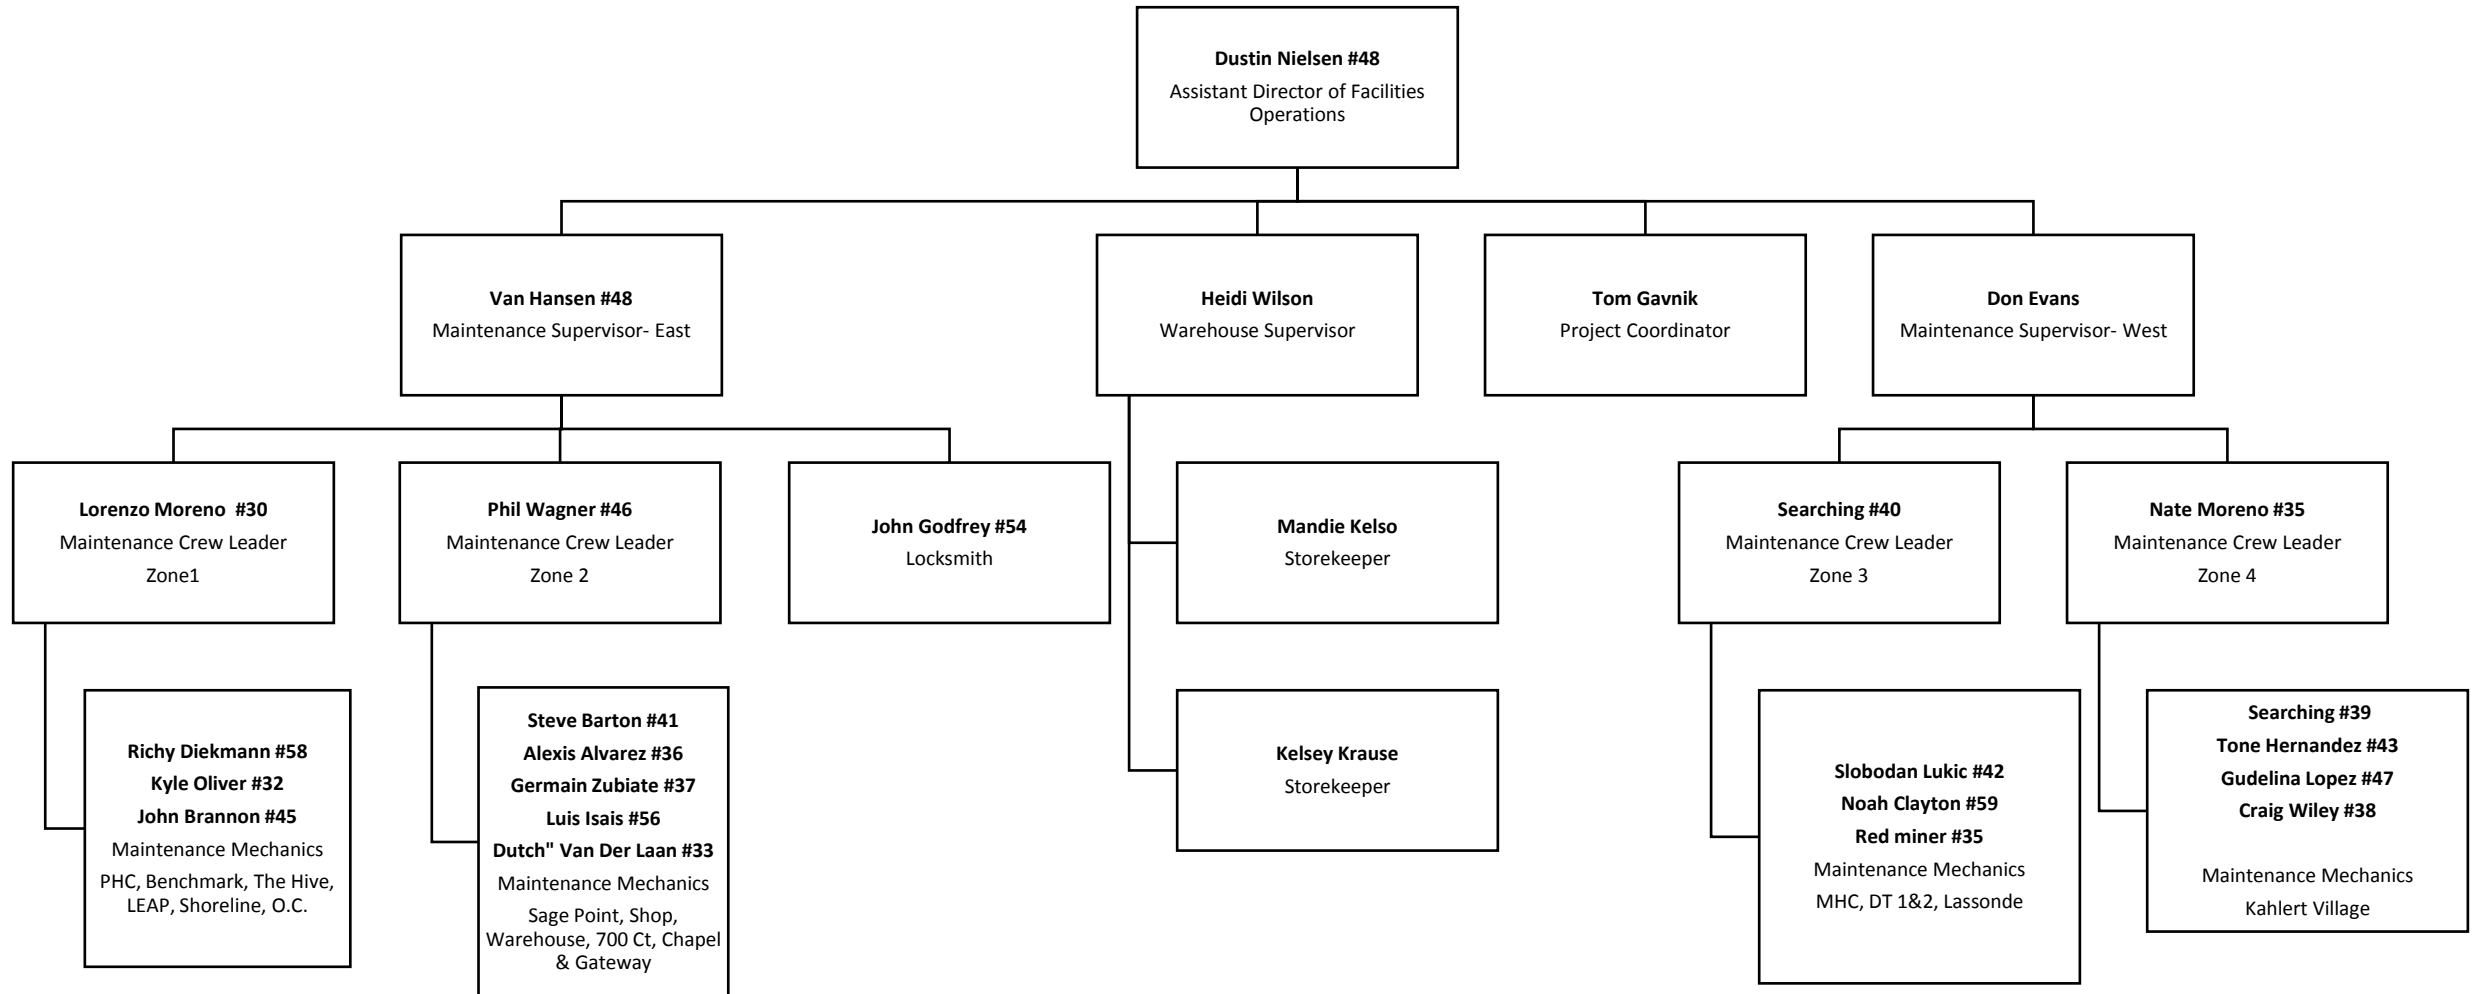 Dustin Nielsen #48
Assistant Director of Facilities
Operations
Van Hansen #48
Maintenance Supervisor- East
Heidi Wilson
Warehouse Supervisor
Tom Gavnik
Project Coordinator
Don Evans
Maintenance Supervisor- West
Lorenzo Moreno  #30
Maintenance Crew Leader
Zone1
Phil Wagner #46
Maintenance Crew Leader
Zone 2
John Godfrey #54
Locksmith
Mandie Kelso
Storekeeper
Searching #40
Maintenance Crew Leader
Zone 3
Nate Moreno #35
Maintenance Crew Leader
Zone 4
Richy Diekmann #58
Kyle Oliver #32
John Brannon #45
Maintenance Mechanics
PHC, Benchmark, The Hive,
LEAP, Shoreline, O.C.
Steve Barton #41
Alexis Alvarez #36
Germain Zubiate #37
Luis Isais #56
Dutch" Van Der Laan #33
Maintenance Mechanics
Sage Point, Shop,
Warehouse, 700 Ct, Chapel
& Gateway
Kelsey Krause
Storekeeper
Slobodan Lukic #42
Noah Clayton #59
Red miner #35
Maintenance Mechanics
MHC, DT 1&2, Lassonde
Searching #39
Tone Hernandez #43
Gudelina Lopez #47
Craig Wiley #38
Maintenance Mechanics
Kahlert Village